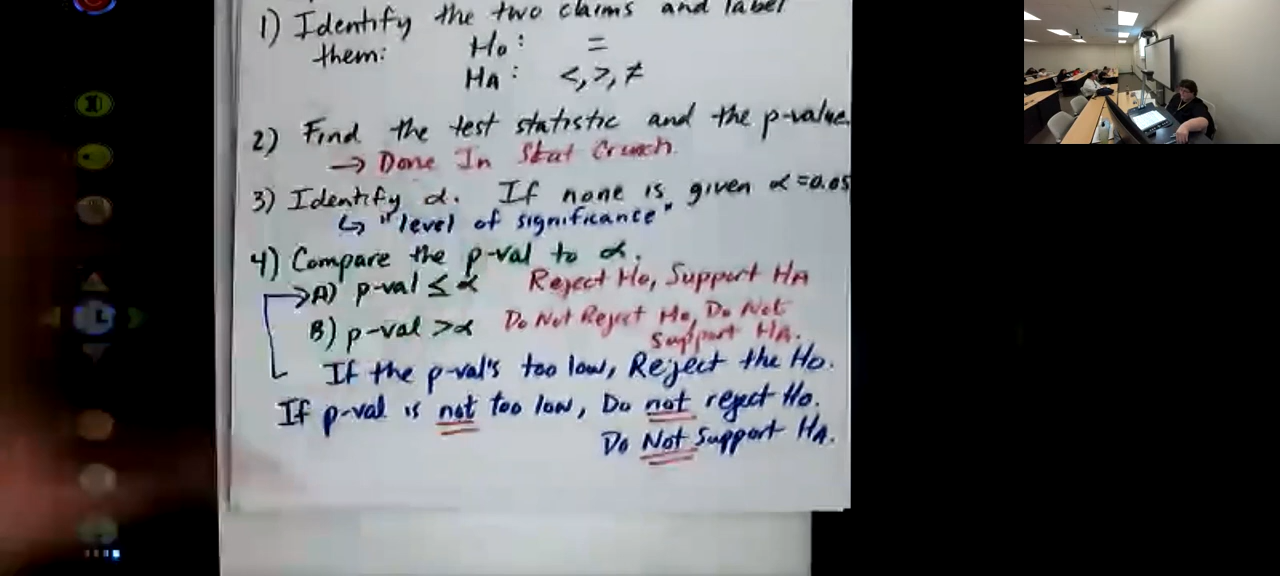 1) Identify the two claims and label
them: Ho: =
HA: <, >, ≠
2) Find the test statistic and the p-value.
→ Done In Stat Crunch
3) Identify α. If none is given α=0.05
↳ "level of significance"
4) Compare the p-val to α.
A) p-val ≤ α Reject Ho, Support HA
B) p-val > α Do Not Reject Ho, Do Not
Support HA.
If the p-val's too low, Reject the Ho.
If p-val is not too low, Do not reject Ho.
Do Not Support HA.